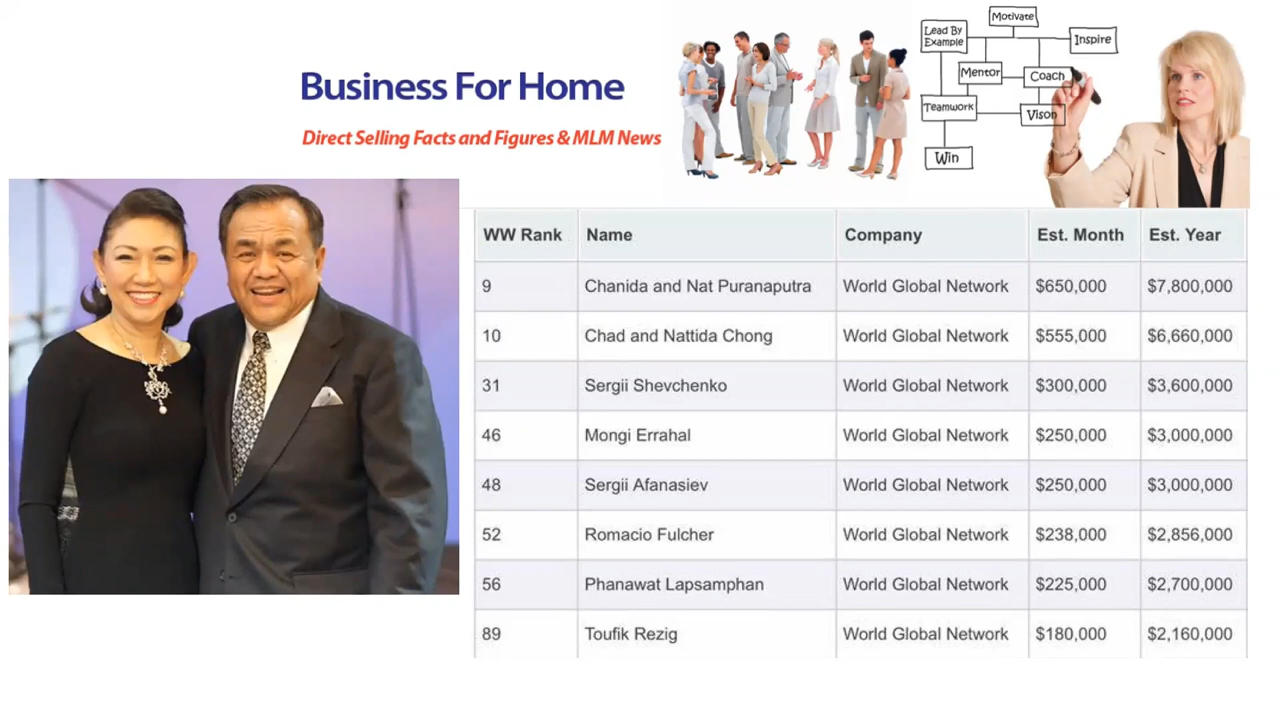 Business For Home
Direct Selling Facts and Figures & MLM News
Motivate
Lead By
Example
Inspire
Mentor
Coach
Teamwork
Vison
Win
WW Rank Name Company Est. Month Est. Year
9 Chanida and Nat Puranaputra World Global Network $650,000 $7,800,000
10 Chad and Nattida Chong World Global Network $555,000 $6,660,000
31 Sergii Shevchenko World Global Network $300,000 $3,600,000
46 Mongi Errahal World Global Network $250,000 $3,000,000
48 Sergii Afanasiev World Global Network $250,000 $3,000,000
52 Romacio Fulcher World Global Network $238,000 $2,856,000
56 Phanawat Lapsamphan World Global Network $225,000 $2,700,000
89 Toufik Rezig World Global Network $180,000 $2,160,000